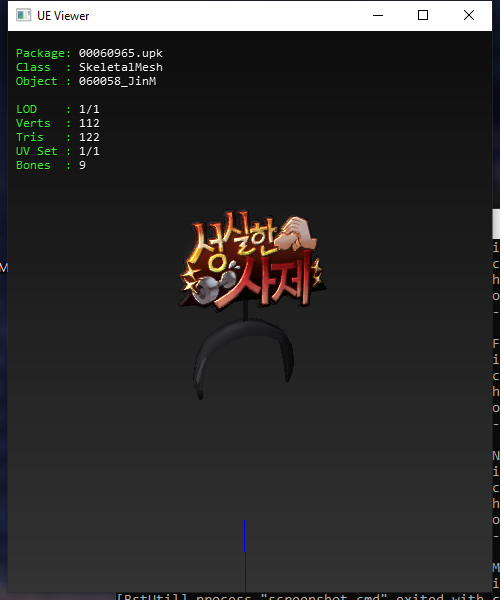 UE Viewer
Package: 00060965.upk
Class : SkeletalMesh
Object : 060058_JinM
LOD : 1/1
Verts : 112
Tris : 122
UV Set : 1/1
Bones : 9
성실한
사제
[BstUtil] process "screenshot.cmd" exited with c